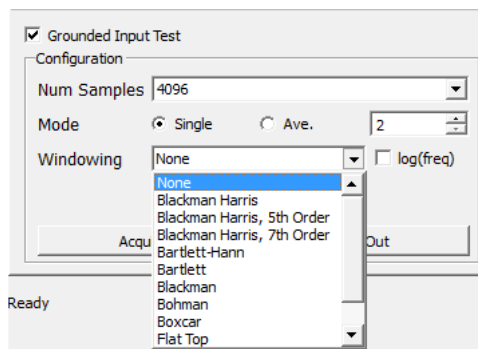 Grounded Input Test
Configuration
Num Samples 4096
Mode Single Ave. 2
Windowing None log(freq)
None
Blackman Harris
Blackman Harris, 5th Order
Blackman Harris, 7th Order
Bartlett-Hann
Bartlett
Blackman
Bohman
Boxcar
Flat Top
Out
Ready